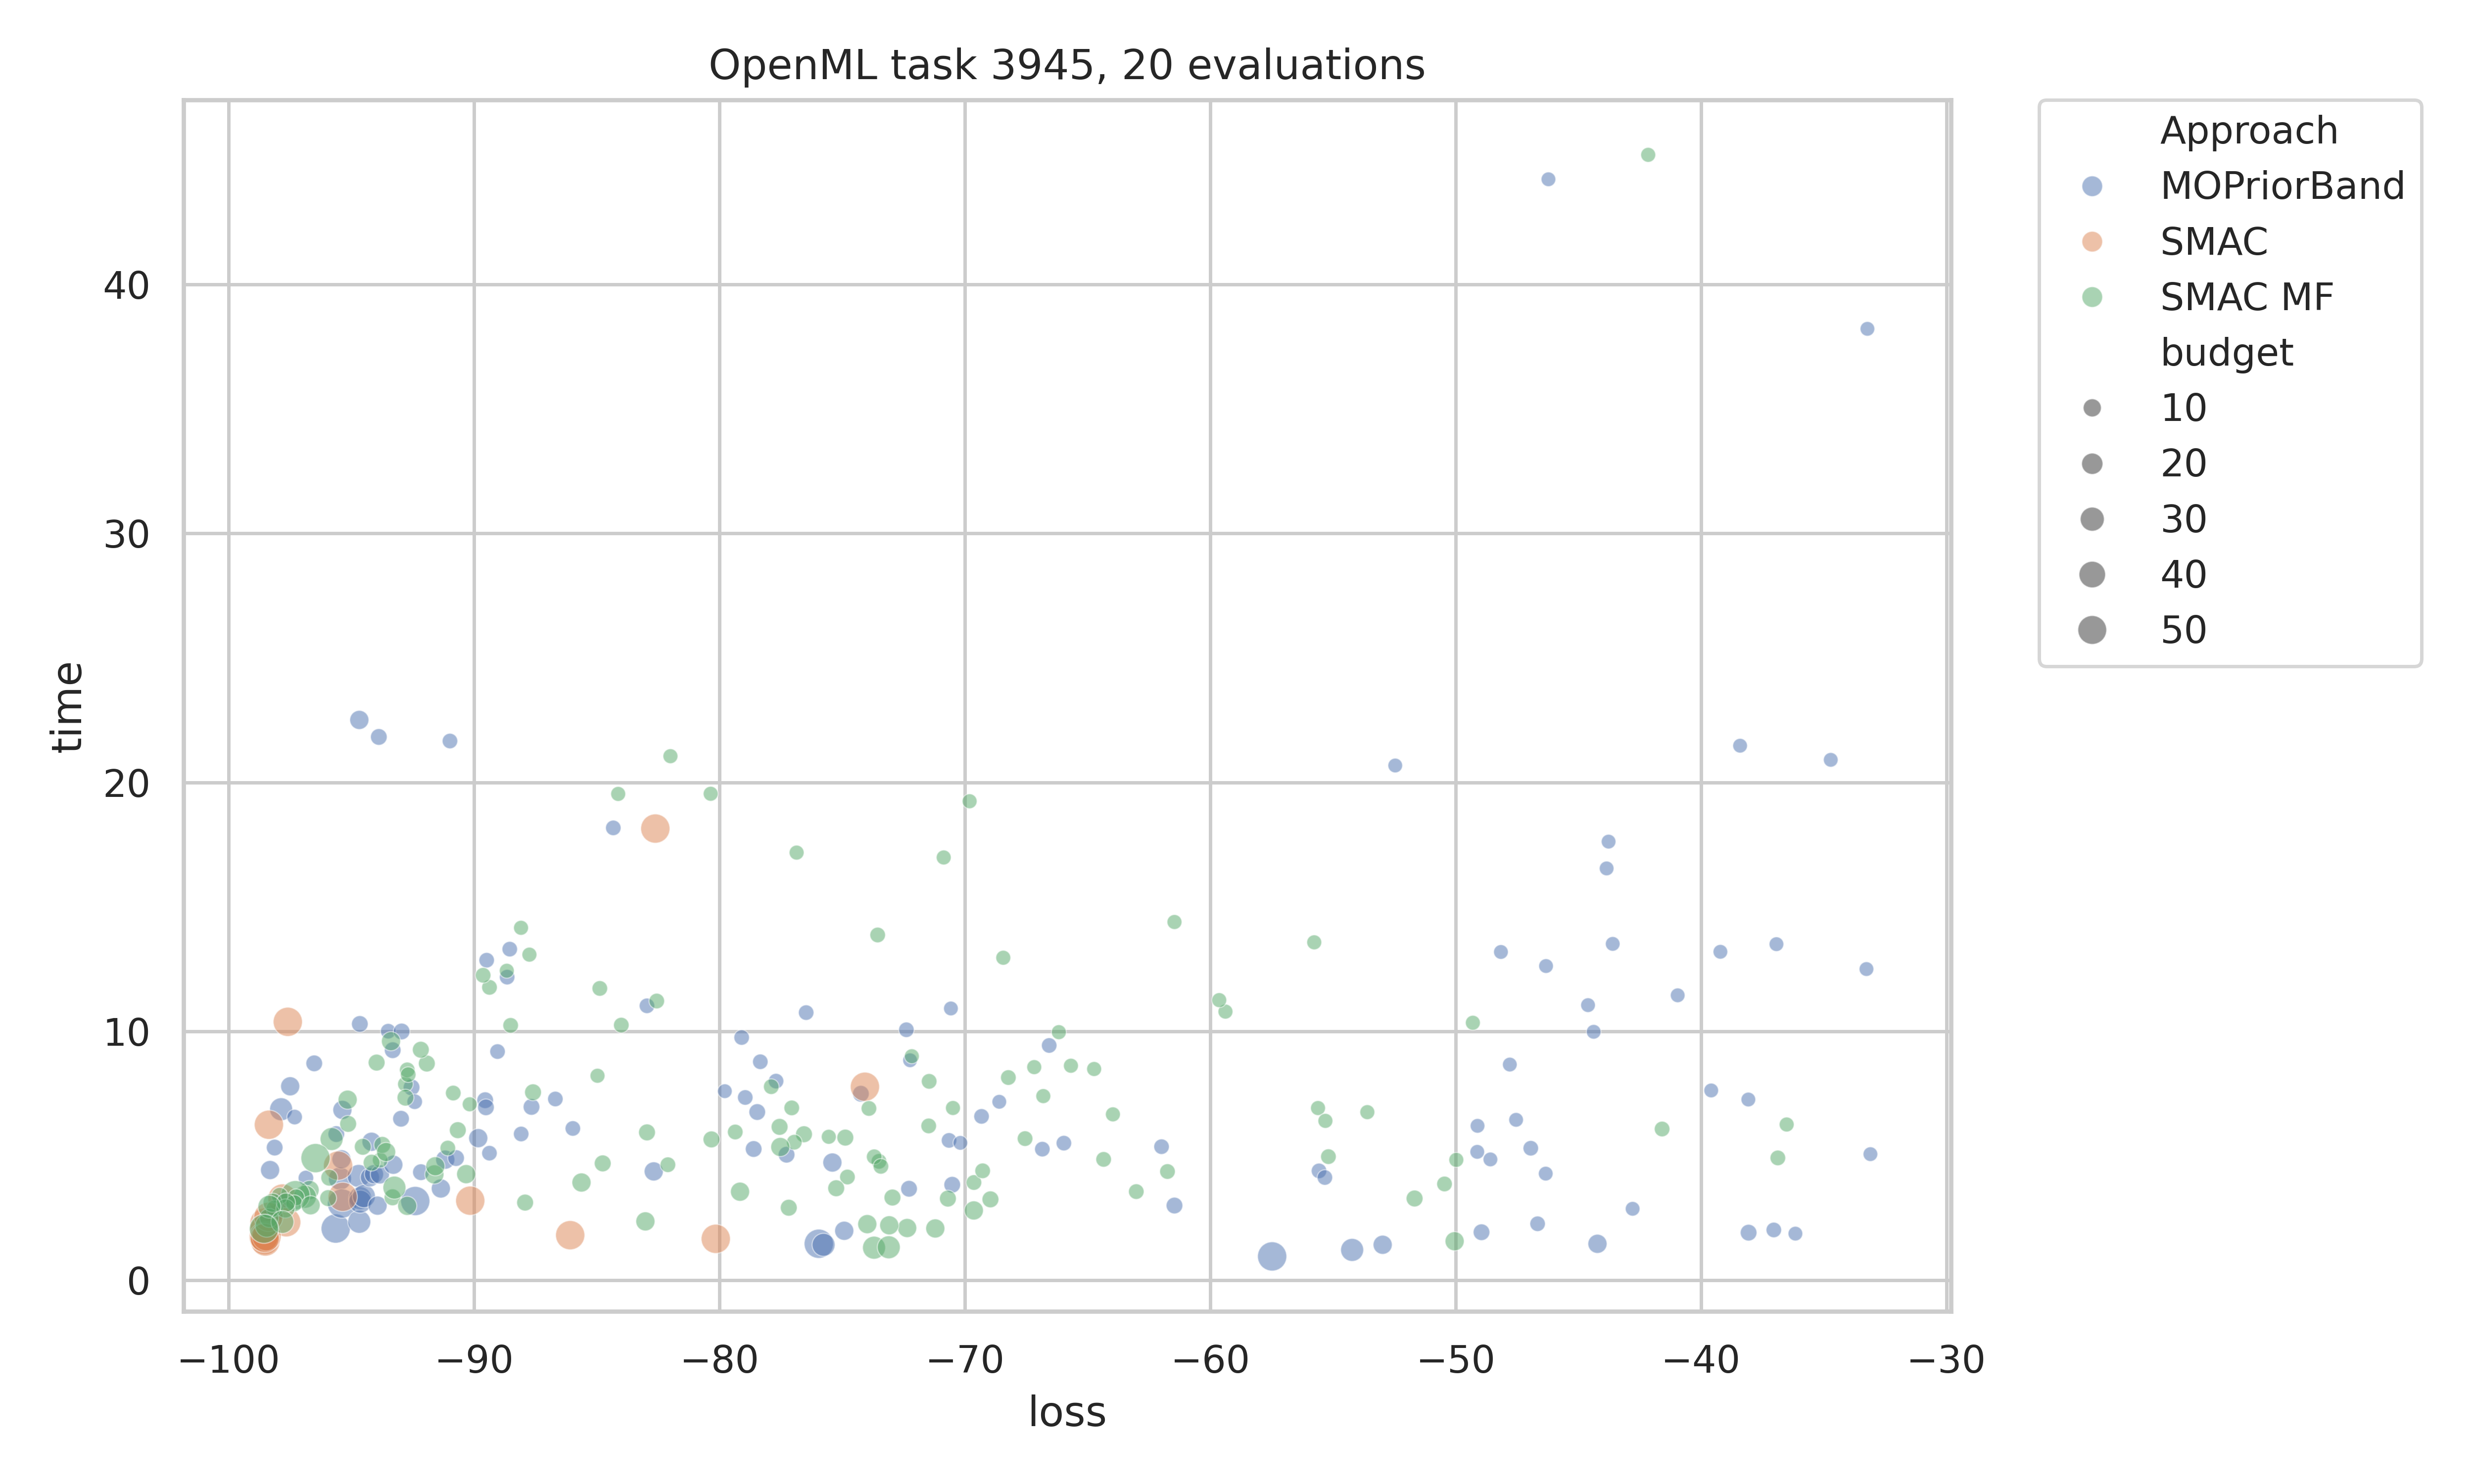 OpenML task 3945, 20 evaluations
time
40
30
20
10
0
−100
−90
−80
−70
−60
−50
−40
−30
loss
Approach
MOPriorBand
SMAC
SMAC MF
budget
10
20
30
40
50